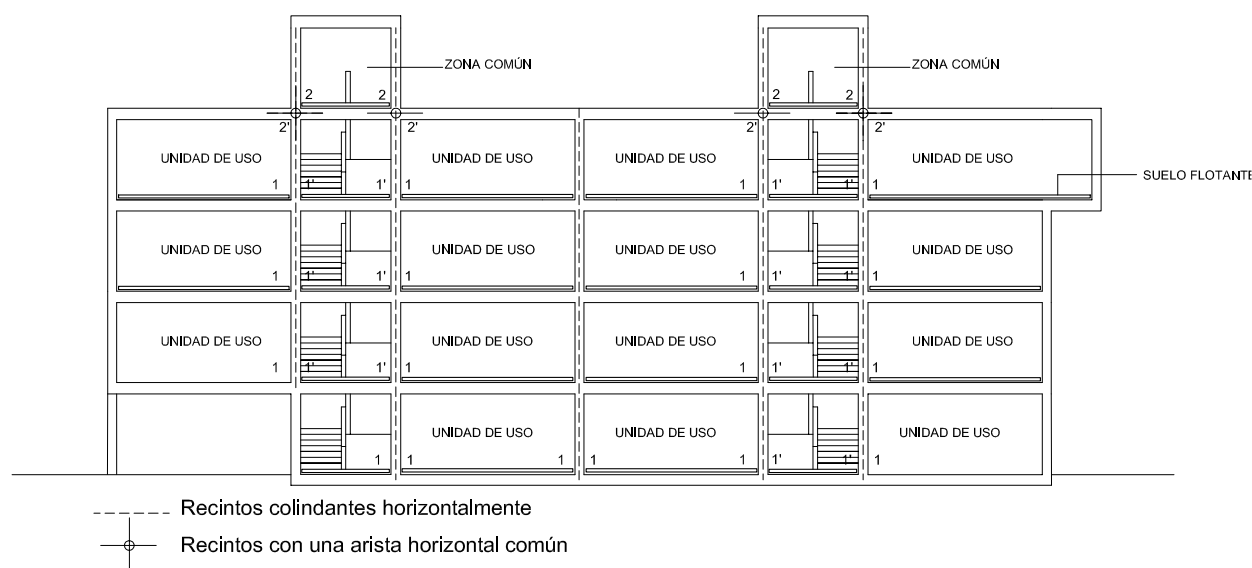 ZONA COMÚN ZONA COMÚN
2 2 2 2
2' 2' 2' 2'
UNIDAD DE USO UNIDAD DE USO UNIDAD DE USO UNIDAD DE USO
SUELO FLOTANTE
1 1' 1' 1 1 1' 1' 1
UNIDAD DE USO UNIDAD DE USO UNIDAD DE USO UNIDAD DE USO
1 1' 1' 1 1 1' 1' 1
UNIDAD DE USO UNIDAD DE USO UNIDAD DE USO UNIDAD DE USO
1 1' 1' 1 1 1' 1' 1
UNIDAD DE USO UNIDAD DE USO UNIDAD DE USO
1 1 1 1 1 1' 1' 1
Recintos colindantes horizontalmente
Recintos con una arista horizontal común